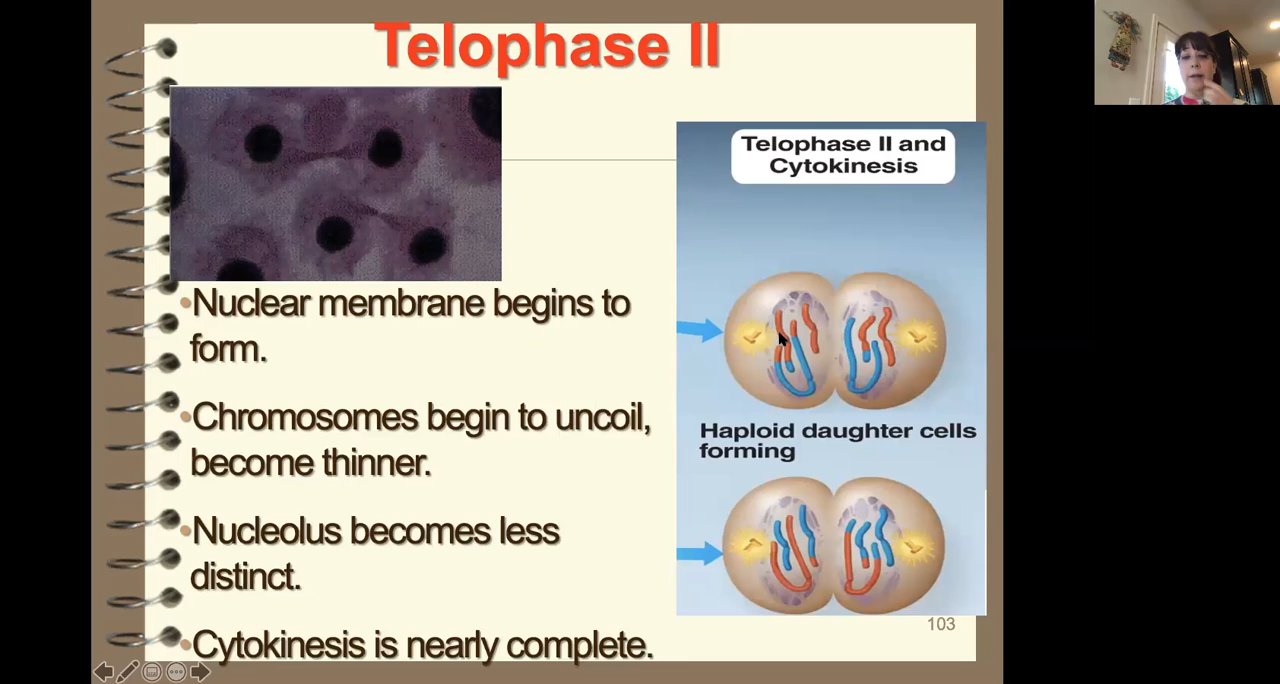 Telophase II
Telophase II and
Cytokinesis
•Nuclear membrane begins to
form.
•Chromosomes begin to uncoil,
become thinner.
•Nucleolus becomes less
distinct.
•Cytokinesis is nearly complete.
Haploid daughter cells
forming
103